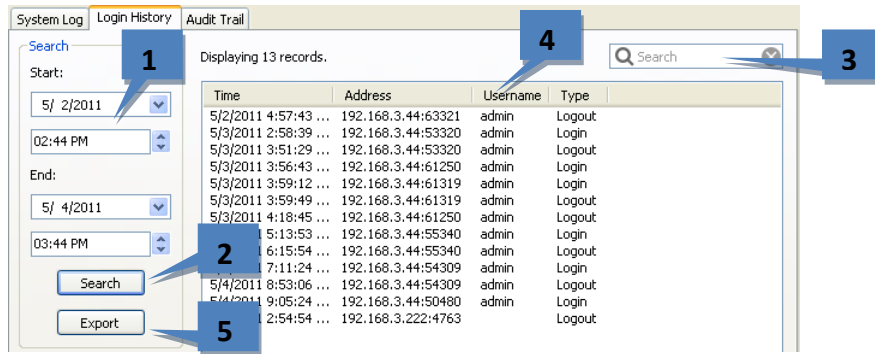 System Log Login History Audit Trail
Search
1
Start:
5/ 2/2011
02:44 PM
End:
5/ 4/2011
03:44 PM
2
Search
Export
5
Displaying 13 records.
4
Search
3
Time Address Username Type
5/2/2011 4:57:43 ... 192.168.3.44:63321 admin Logout
5/3/2011 2:58:39 ... 192.168.3.44:53320 admin Login
5/3/2011 3:51:29 ... 192.168.3.44:53320 admin Logout
5/3/2011 3:56:43 ... 192.168.3.44:61250 admin Login
5/3/2011 3:59:12 ... 192.168.3.44:61319 admin Login
5/3/2011 3:59:49 ... 192.168.3.44:61319 admin Logout
5/3/2011 4:18:45 ... 192.168.3.44:61250 admin Logout
5:13:53 ... 192.168.3.44:55340 admin Login
6:15:54 ... 192.168.3.44:55340 admin Logout
7:11:24 ... 192.168.3.44:54309 admin Login
5/4/2011 8:53:06 ... 192.168.3.44:54309 admin Logout
5/4/2011 9:05:24 ... 192.168.3.44:50480 admin Login
2:54:54 ... 192.168.3.222:4763 Logout